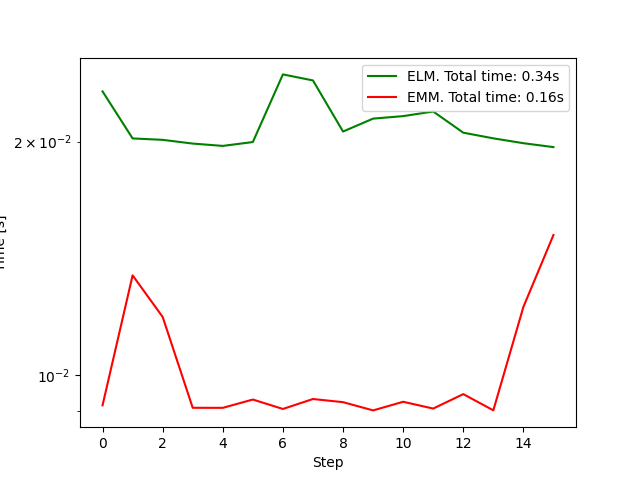 ELM. Total time: 0.34s
EMM. Total time: 0.16s
2 × 10⁻²
10⁻²
0 2 4 6 8 10 12 14
Step